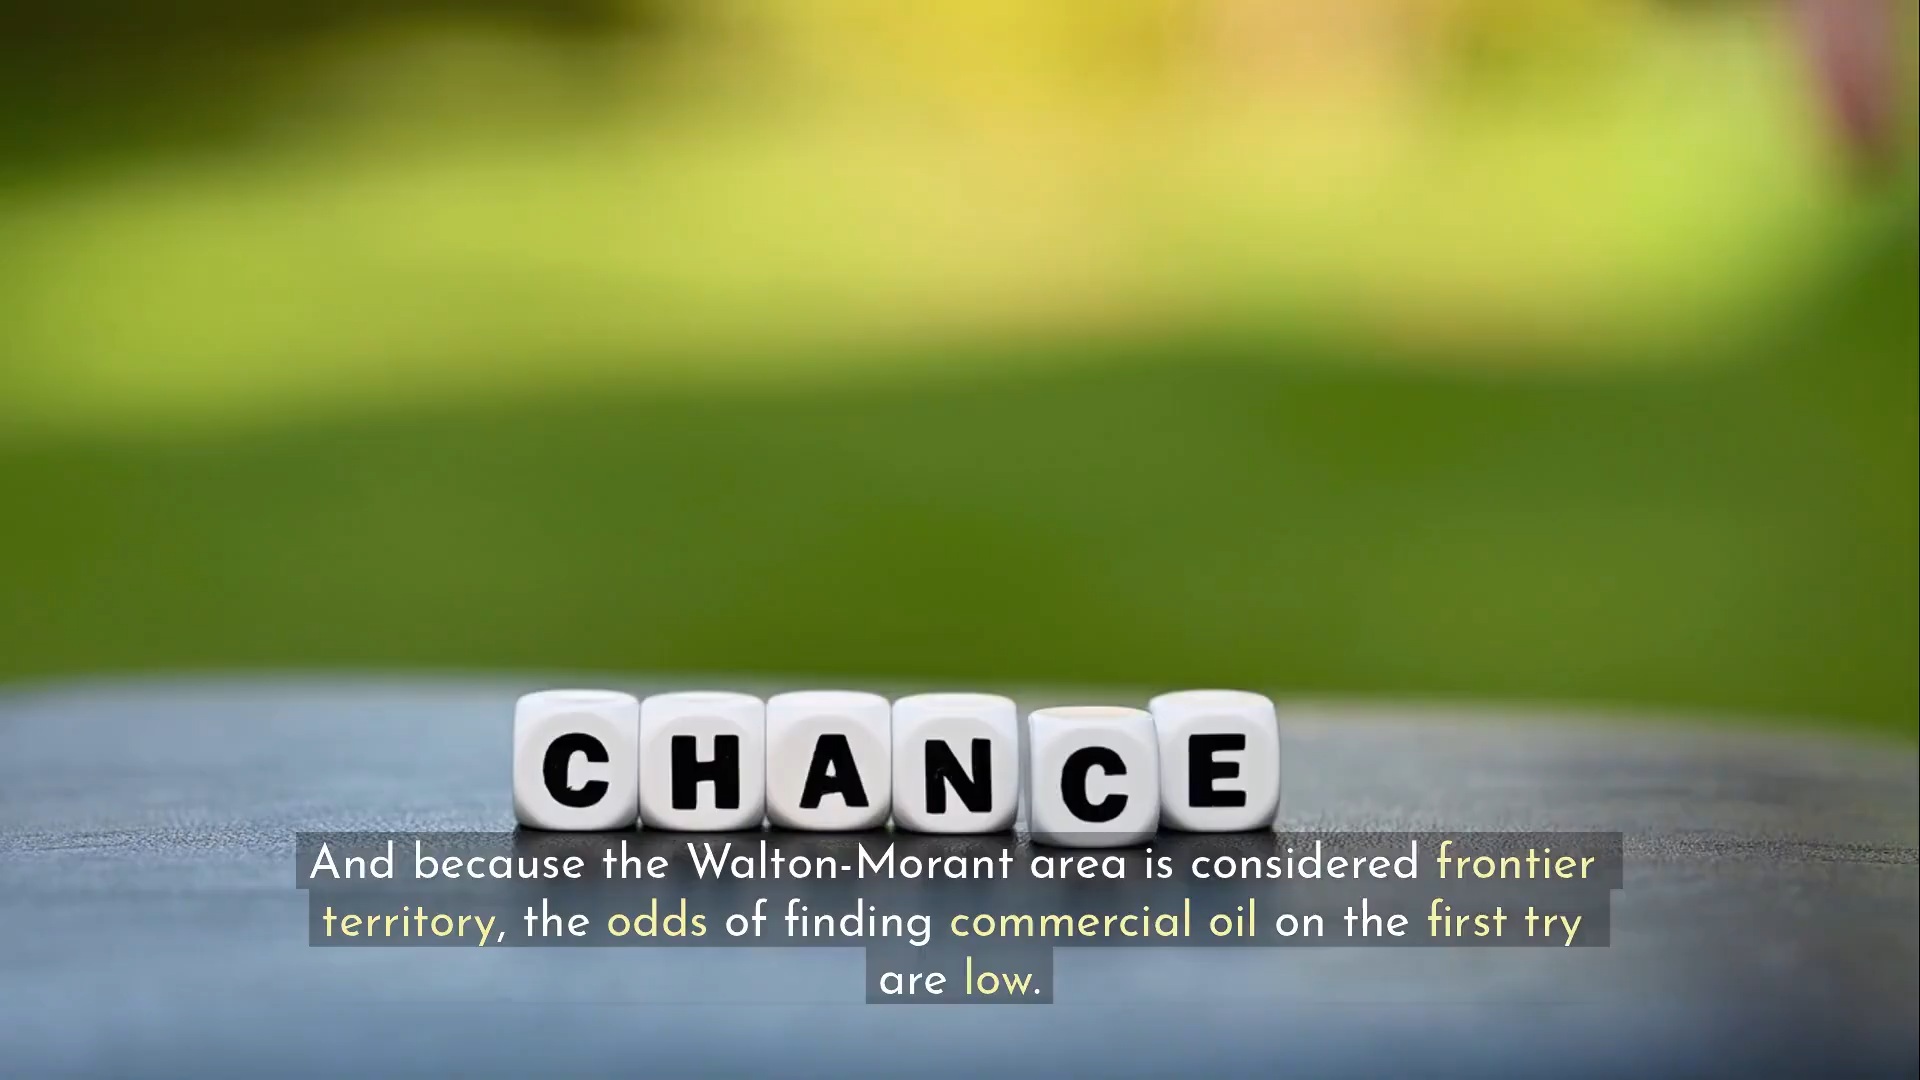 CHANCE
And because the Walton-Morant area is considered frontier
territory, the odds of finding commercial oil on the first try
are low.